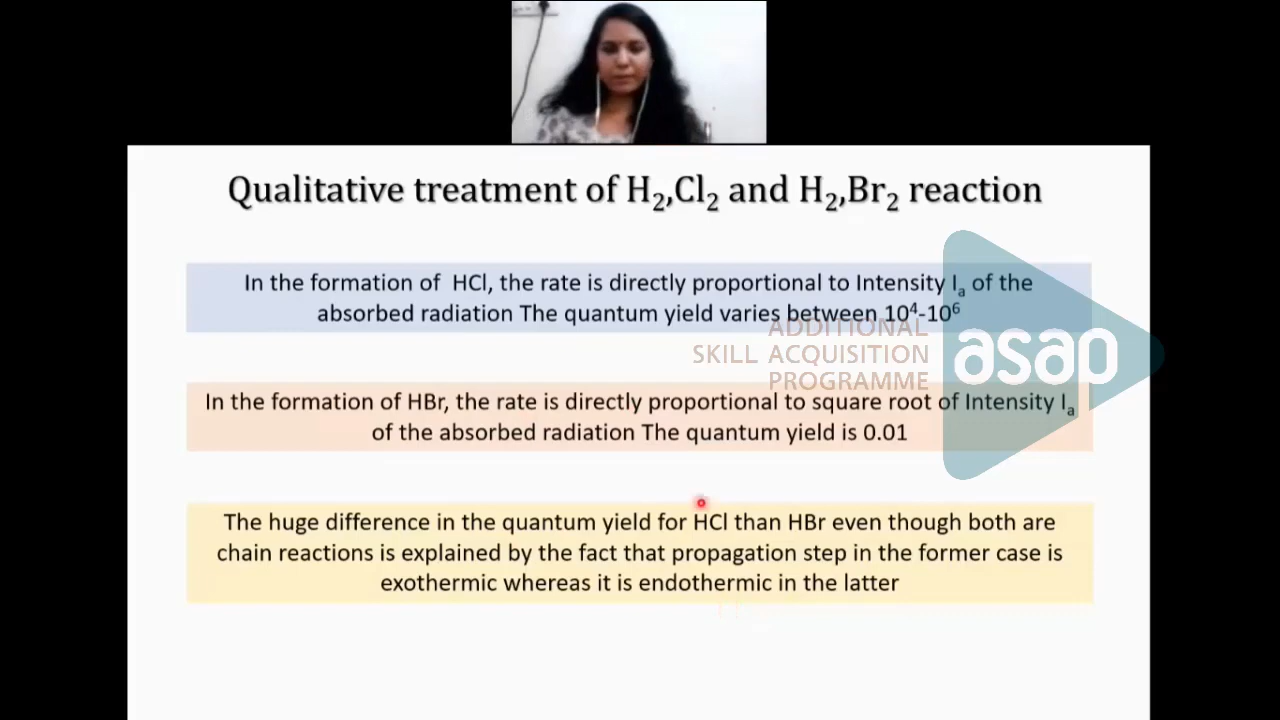 Qualitative treatment of H₂,Cl₂ and H₂,Br₂ reaction
In the formation of HCl, the rate is directly proportional to Intensity Iₐ of the
absorbed radiation The quantum yield varies between 10⁴-10⁶
ADDITIONAL
SKILL ACQUISITION
PROGRAMME
asap
In the formation of HBr, the rate is directly proportional to square root of Intensity Iₐ
of the absorbed radiation The quantum yield is 0.01
The huge difference in the quantum yield for HCl than HBr even though both are
chain reactions is explained by the fact that propagation step in the former case is
exothermic whereas it is endothermic in the latter